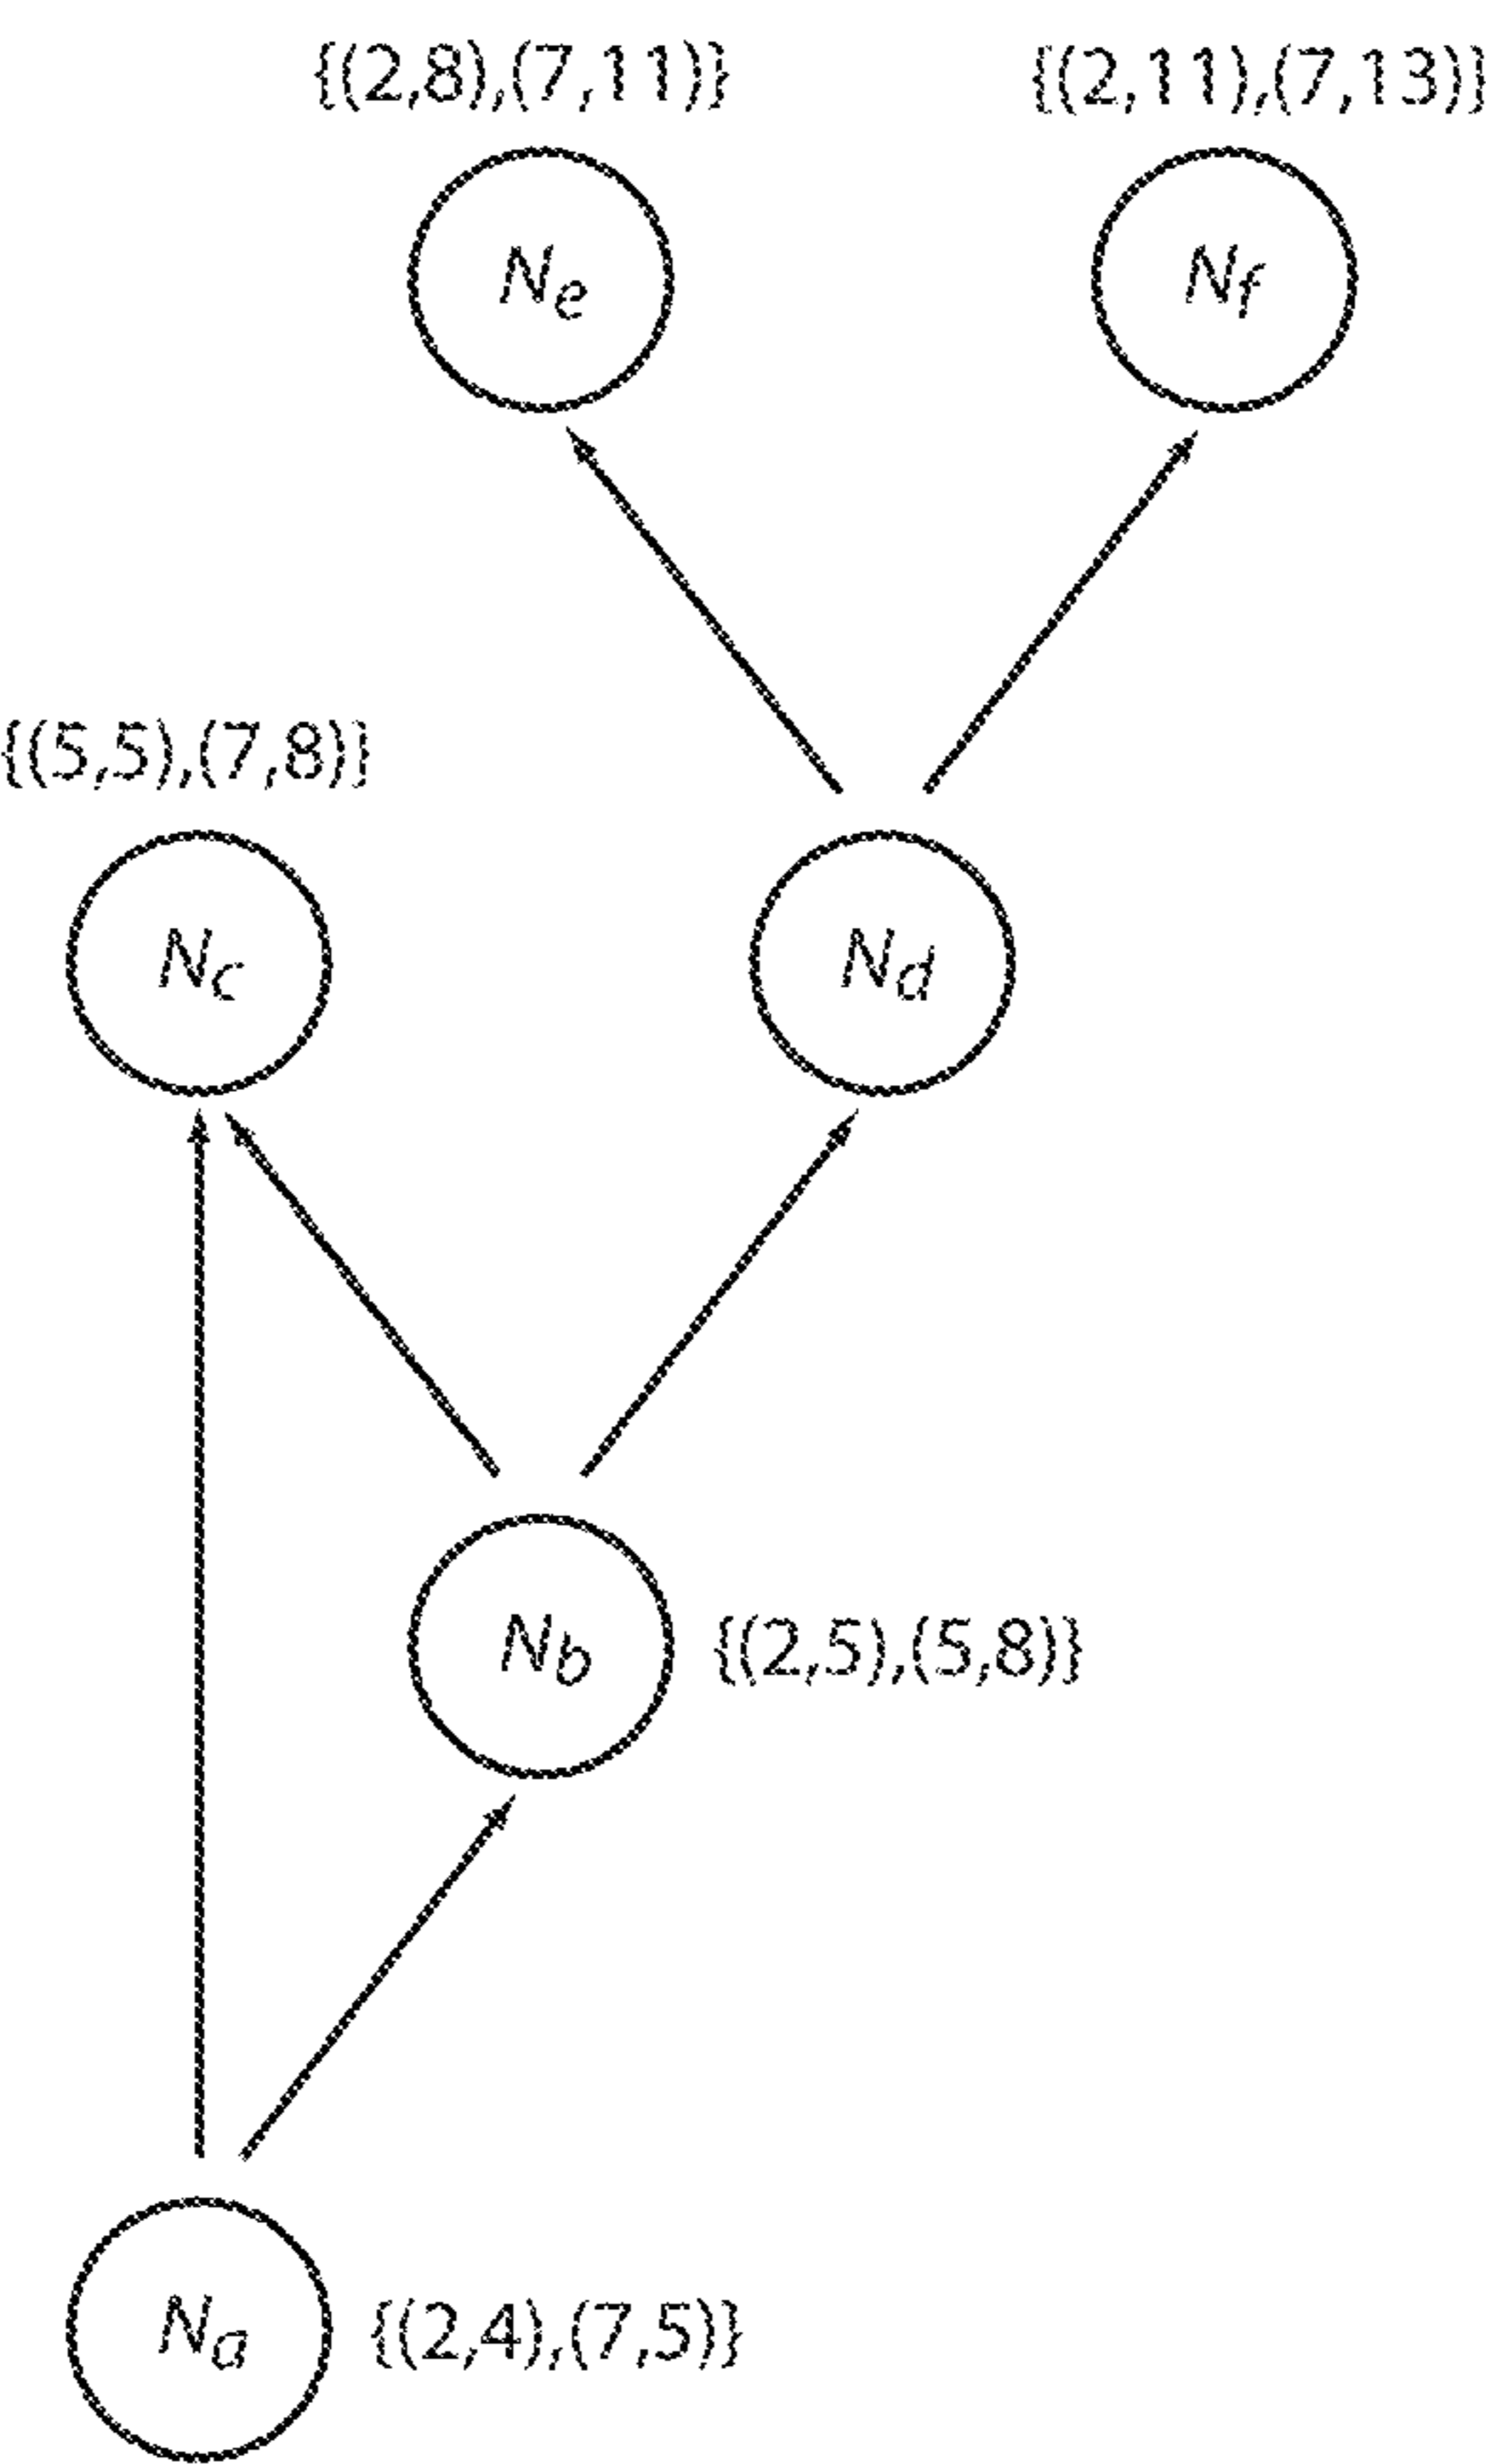 {(2,8),(7,11)} {(2,11),(7,13)}
Ne Nf
{(5,5),(7,8)}
Nc Nd
Nb {(2,5),(5,8)}
Na {(2,4),(7,5)}